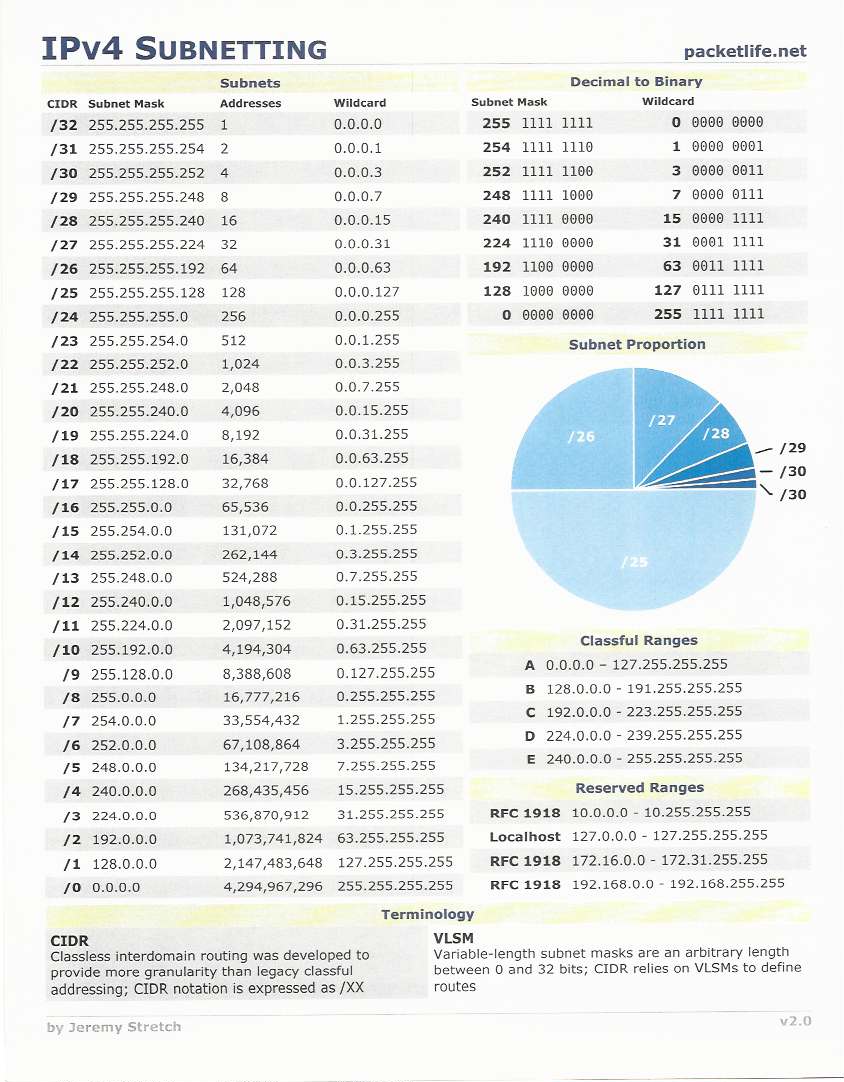 IPv4 SUBNETTING
packetlife.net
Subnets
CIDR Subnet Mask Addresses Wildcard
/32 255.255.255.255 1 0.0.0.0
/31 255.255.255.254 2 0.0.0.1
/30 255.255.255.252 4 0.0.0.3
/29 255.255.255.248 8 0.0.0.7
/28 255.255.255.240 16 0.0.0.15
/27 255.255.255.224 32 0.0.0.31
/26 255.255.255.192 64 0.0.0.63
/25 255.255.255.128 128 0.0.0.127
/24 255.255.255.0 256 0.0.0.255
/23 255.255.254.0 512 0.0.1.255
/22 255.255.252.0 1,024 0.0.3.255
/21 255.255.248.0 2,048 0.0.7.255
/20 255.255.240.0 4,096 0.0.15.255
/19 255.255.224.0 8,192 0.0.31.255
/18 255.255.192.0 16,384 0.0.63.255
/17 255.255.128.0 32,768 0.0.127.255
/16 255.255.0.0 65,536 0.0.255.255
/15 255.254.0.0 131,072 0.1.255.255
/14 255.252.0.0 262,144 0.3.255.255
/13 255.248.0.0 524,288 0.7.255.255
/12 255.240.0.0 1,048,576 0.15.255.255
/11 255.224.0.0 2,097,152 0.31.255.255
/10 255.192.0.0 4,194,304 0.63.255.255
/9 255.128.0.0 8,388,608 0.127.255.255
/8 255.0.0.0 16,777,216 0.255.255.255
/7 254.0.0.0 33,554,432 1.255.255.255
/6 252.0.0.0 67,108,864 3.255.255.255
/5 248.0.0.0 134,217,728 7.255.255.255
/4 240.0.0.0 268,435,456 15.255.255.255
/3 224.0.0.0 536,870,912 31.255.255.255
/2 192.0.0.0 1,073,741,824 63.255.255.255
/1 128.0.0.0 2,147,483,648 127.255.255.255
/0 0.0.0.0 4,294,967,296 255.255.255.255
Decimal to Binary
Subnet Mask Wildcard
255 1111 1111 0 0000 0000
254 1111 1110 1 0000 0001
252 1111 1100 3 0000 0011
248 1111 1000 7 0000 0111
240 1111 0000 15 0000 1111
224 1110 0000 31 0001 1111
192 1100 0000 63 0011 1111
128 1000 0000 127 0111 1111
0 0000 0000 255 1111 1111
Subnet Proportion
/27
/26
/28
/29
/30
/30
/25
Classful Ranges
A 0.0.0.0 – 127.255.255.255
B 128.0.0.0 - 191.255.255.255
C 192.0.0.0 - 223.255.255.255
D 224.0.0.0 - 239.255.255.255
E 240.0.0.0 - 255.255.255.255
Reserved Ranges
RFC 1918 10.0.0.0 - 10.255.255.255
Localhost 127.0.0.0 - 127.255.255.255
RFC 1918 172.16.0.0 - 172.31.255.255
RFC 1918 192.168.0.0 - 192.168.255.255
Terminology
CIDR
Classless interdomain routing was developed to
provide more granularity than legacy classful
addressing; CIDR notation is expressed as /XX
VLSM
Variable-length subnet masks are an arbitrary length
between 0 and 32 bits; CIDR relies on VLSMs to define
routes
by Jeremy Stretch
v2.0